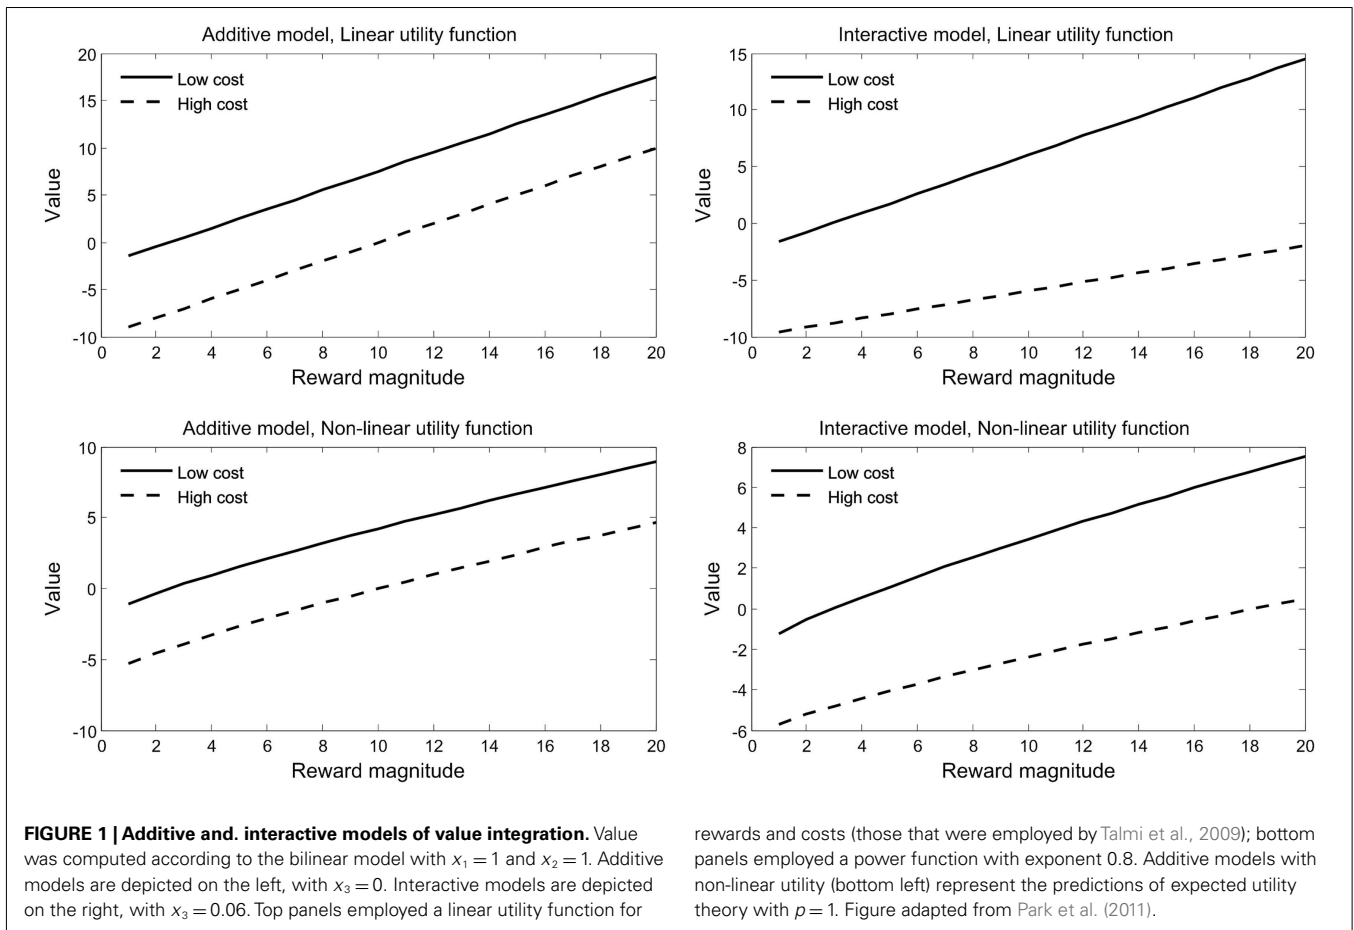 Additive model, Linear utility function
20
15
10
5
0
-5
-10
Value
Low cost
High cost
0 2 4 6 8 10 12 14 16 18 20
Reward magnitude
Interactive model, Linear utility function
15
10
5
0
-5
-10
Value
Low cost
High cost
0 2 4 6 8 10 12 14 16 18 20
Reward magnitude
Additive model, Non-linear utility function
10
5
0
-5
-10
Value
Low cost
High cost
0 2 4 6 8 10 12 14 16 18 20
Reward magnitude
Interactive model, Non-linear utility function
8
6
4
2
0
-2
-4
-6
Value
Low cost
High cost
0 2 4 6 8 10 12 14 16 18 20
Reward magnitude
FIGURE 1 | Additive and. interactive models of value integration. Value
was computed according to the bilinear model with x₁ = 1 and x₂ = 1. Additive
models are depicted on the left, with x₃ = 0. Interactive models are depicted
on the right, with x₃ = 0.06. Top panels employed a linear utility function for
rewards and costs (those that were employed by Talmi et al., 2009); bottom
panels employed a power function with exponent 0.8. Additive models with
non-linear utility (bottom left) represent the predictions of expected utility
theory with p = 1. Figure adapted from Park et al. (2011).